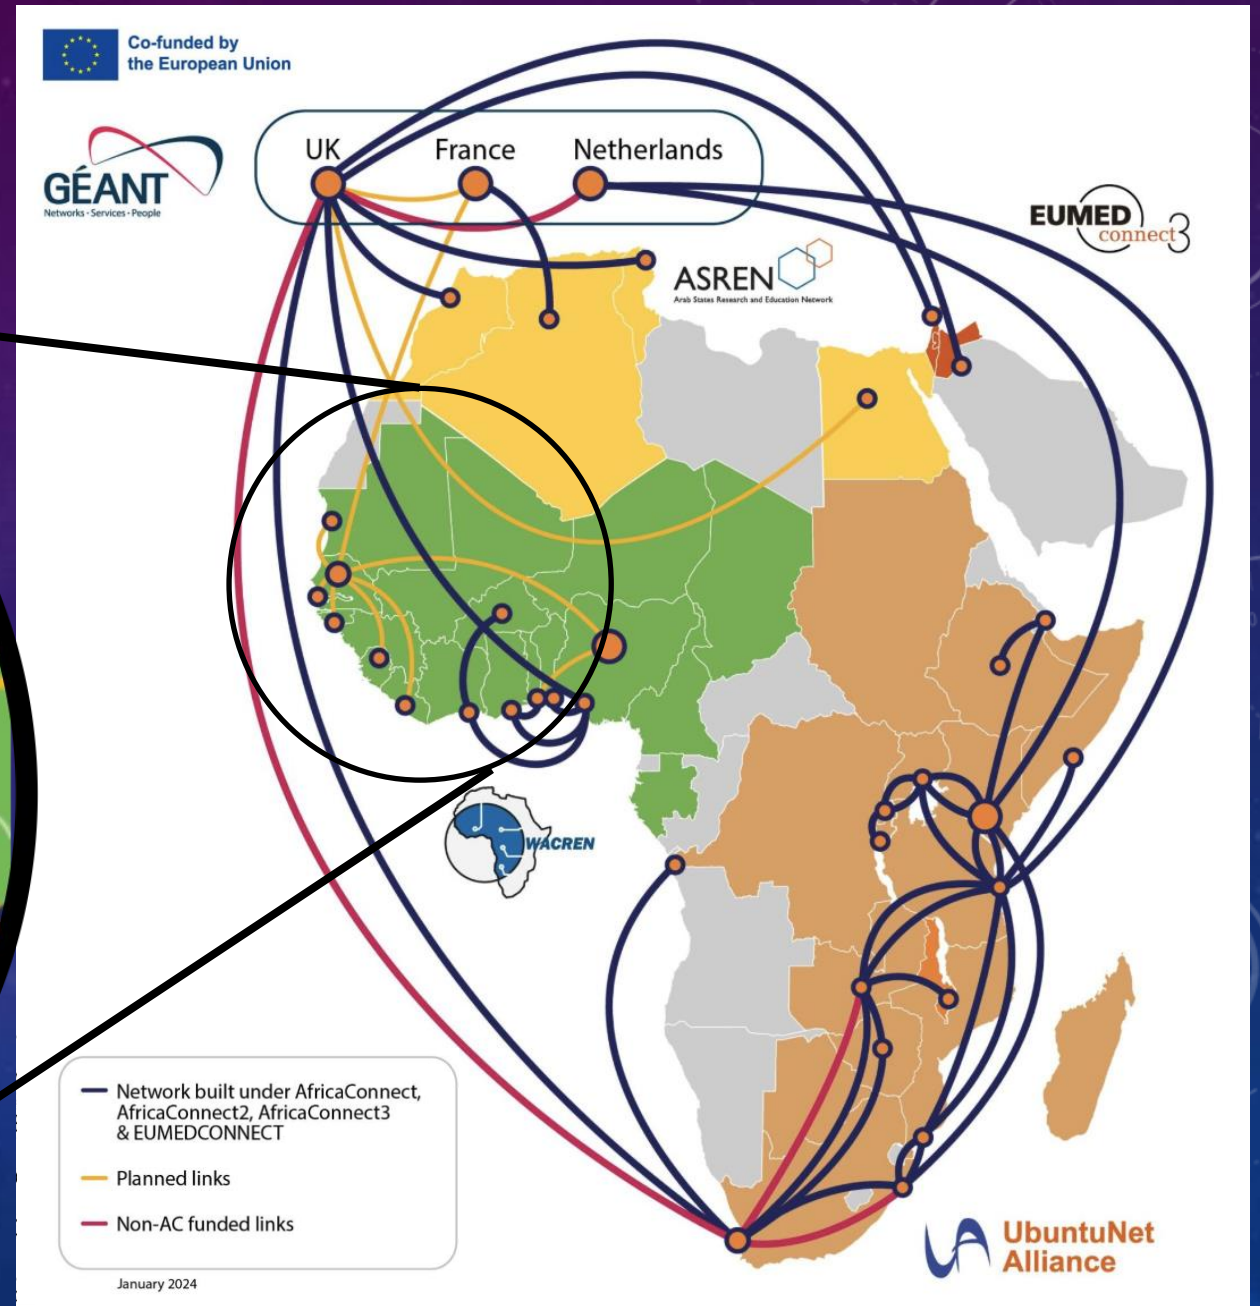 Co-funded by
the European Union
GÉANT
Networks · Services · People
UK
France
Netherlands
EUMED
connect3
ASREN
Arab States Research and Education Network
WACREN
Network built under AfricaConnect,
AfricaConnect2, AfricaConnect3
& EUMEDCONNECT
Planned links
Non-AC funded links
January 2024
UbuntuNet
Alliance